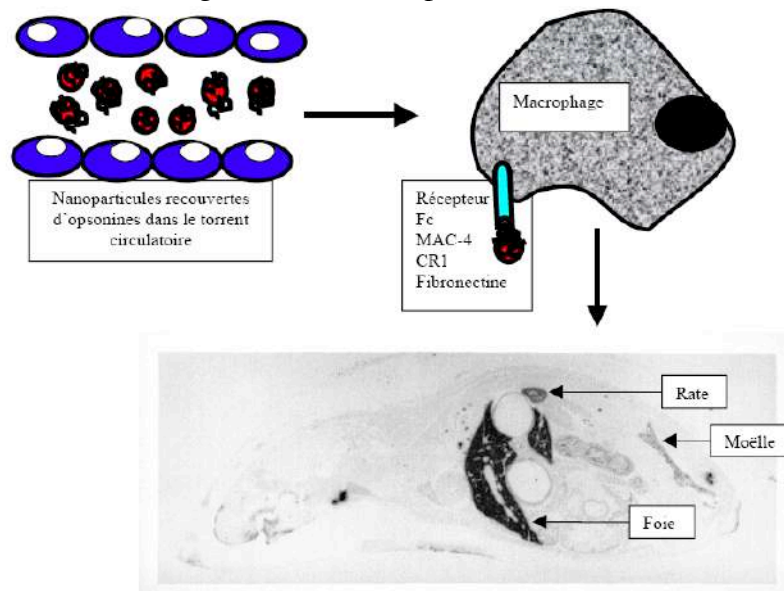 Macrophage
Nanoparticules recouvertes
d'opsonines dans le torrent
circulatoire
Récepteur
Fc
MAC-4
CR1
Fibronectine
Rate
Moëlle
Foie